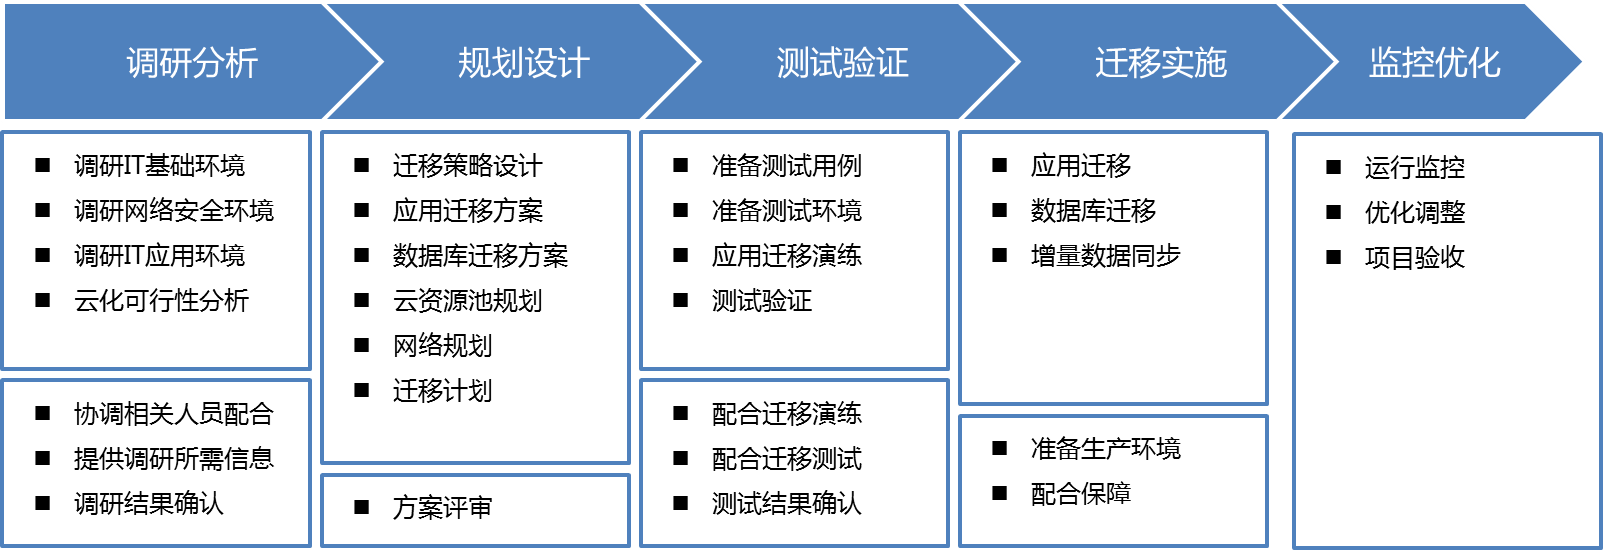 调研分析
规划设计
测试验证
迁移实施
监控优化
调研IT基础环境
调研网络安全环境
调研IT应用环境
云化可行性分析
协调相关人员配合
提供调研所需信息
调研结果确认
迁移策略设计
应用迁移方案
数据库迁移方案
云资源池规划
网络规划
迁移计划
方案评审
准备测试用例
准备测试环境
应用迁移演练
测试验证
配合迁移演练
配合迁移测试
测试结果确认
应用迁移
数据库迁移
增量数据同步
准备生产环境
配合保障
运行监控
优化调整
项目验收